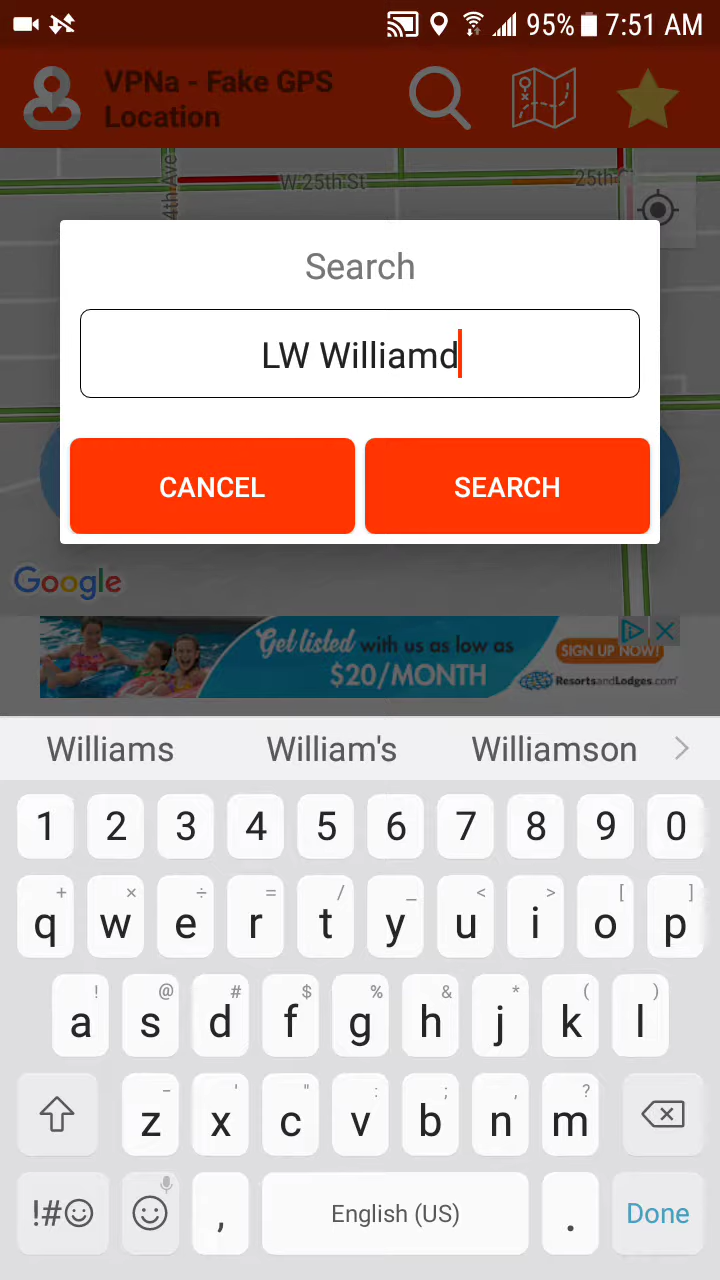 95% 7:51 AM
VPNa - Fake GPS
Location
4th Ave
W 25th St
25th
Search
LW Williamd
CANCEL
SEARCH
Google
Get listed with us as low as
$20/MONTH
SIGN UP NOW!
ResortsandLodges.com
Williams William's Williamson
1 2 3 4 5 6 7 8 9 0
+ × ÷ = / _ < > [ ]
q w e r t y u i o p
! @ # $ % & * ( )
a s d f g h j k l
- ' " : ; , ?
z x c v b n m
!#☺ , English (US) . Done